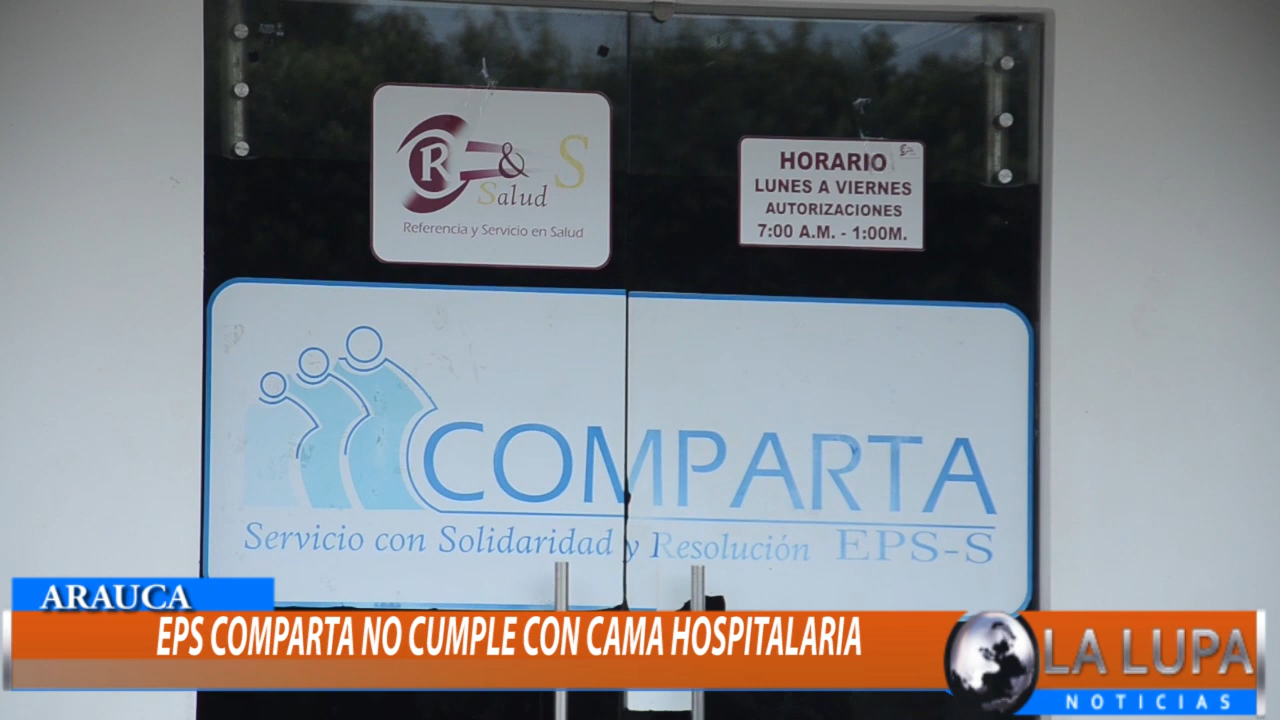 R & S
Salud
Referencia y Servicio en Salud
HORARIO
LUNES A VIERNES
AUTORIZACIONES
7:00 A.M. - 1:00M.
COMPARTA
Servicio con Solidaridad y Resolución EPS-S
ARAUCA
EPS COMPARTA NO CUMPLE CON CAMA HOSPITALARIA
LA LUPA
NOTICIAS